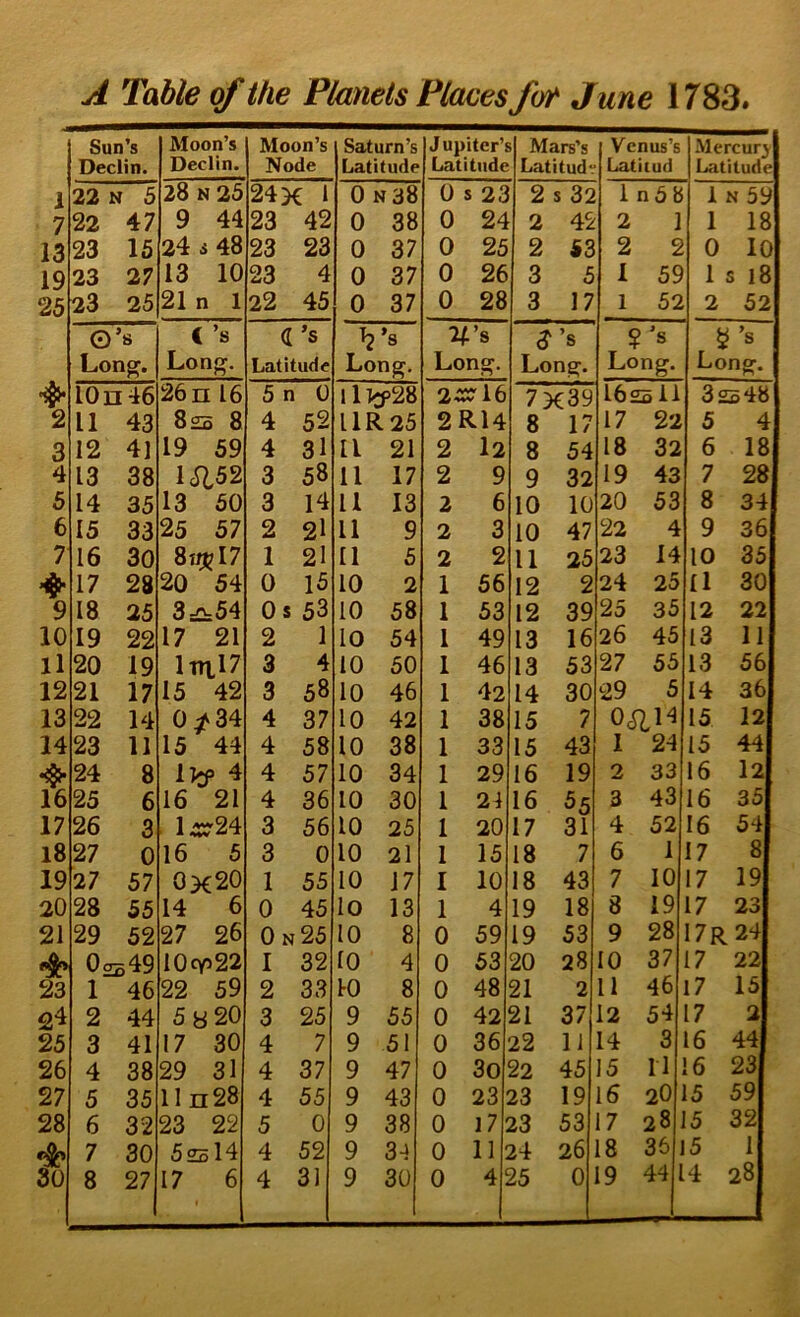 A Table of the Planets Places for June 1783.
Sun's Declin. Moon's Declin. Moon's Node Saturn's Latitude Jupiter's Latitude Mars's Latitud- Venus's Latitud Mercury Latitude
1 22 N 5 28 N 25 24♓ 1 0 N 38 0 s 23 2 s 32 1 n 58 1 N 59
7 22 47 9 44 23 42 0 38 0 24 2 42 2 1 1 18
13 23 15 24 s 48 23 23 0 37 0 25 2 53 2 2 0 10
19 23 27 13 10 23 4 0 37 0 26 3 5 1 59 1 s 18
25 23 25 21 n 1 22 45 0 37 0 28 3 17 1 52 2 52
☉'s Long. ☾'s Long. ☾'s Latitude ♄'s Long. ♃'s Long. ♂'s Long. ♀'s Long. ☿'s Long.
10♊46 26♊16 5 n 0 11♑28 2♒16 7♓39 16♋11 3♋48
2 11 43 8♋8 4 52 11R25 2R14 8 17 17 22 5 4
3 12 41 19 59 4 31 11 21 2 12 8 54 18 32 6 18
4 13 38 1♌52 3 58 11 17 2 9 9 32 19 43 7 28
5 14 35 13 50 3 14 11 13 2 6 10 10 20 53 8 34
6 15 33 25 57 2 21 11 9 2 3 10 47 22 4 9 36
7 16 30 8♍17 1 21 11 5 2 2 11 25 23 14 10 35
17 28 20 54 0 15 10 2 1 56 12 2 24 25 11 30
9 18 25 3♎54 0 s 53 10 58 1 53 12 39 25 35 12 22
10 19 22 17 21 2 1 10 54 1 49 13 16 26 45 13 11
11 20 19 1♏17 3 4 10 50 1 46 13 53 27 55 13 56
12 21 17 15 42 3 58 10 46 1 42 14 30 29 5 14 36
13 22 14 0♐34 4 37 10 42 1 38 15 7 0♌14 15 12
14 23 11 15 44 4 58 10 38 1 33 15 43 1 24 15 44
24 8 1♑4 4 57 10 34 1 29 16 19 2 33 16 12
16 25 6 16 21 4 36 10 30 1 24 16 55 3 43 16 35
17 26 3 1♒24 3 56 10 25 1 20 17 31 4 52 16 54
18 27 0 16 5 3 0 10 21 1 15 18 7 6 1 17 8
19 27 57 0♓20 1 55 10 17 1 10 18 43 7 10 17 19
20 28 55 14 6 0 45 10 13 1 4 19 18 8 19 17 23
21 29 52 27 26 0 N 25 10 8 0 59 19 53 9 28 17R24
0♋49 10♈22 1 32 10 4 0 53 20 28 10 37 17 22
23 1 46 22 59 2 33 10 8 0 48 21 2 11 46 17 15
24 2 44 5♉20 3 25 9 55 0 42 21 37 12 54 17 2
25 3 41 17 30 4 7 9 51 0 36 22 11 14 3 16 44
26 4 38 29 31 4 37 9 47 0 30 22 45 15 11 16 23
27 5 35 11♊28 4 55 9 43 0 23 23 19 16 20 15 59
28 6 32 23 22 5 0 9 38 0 17 23 53 17 28 15 32
7 30 5♋14 4 52 9 34 0 11 24 26 18 36 15 1
30 8 27 17 6 4 31 9 30 0 4 25 0 19 44 14 28